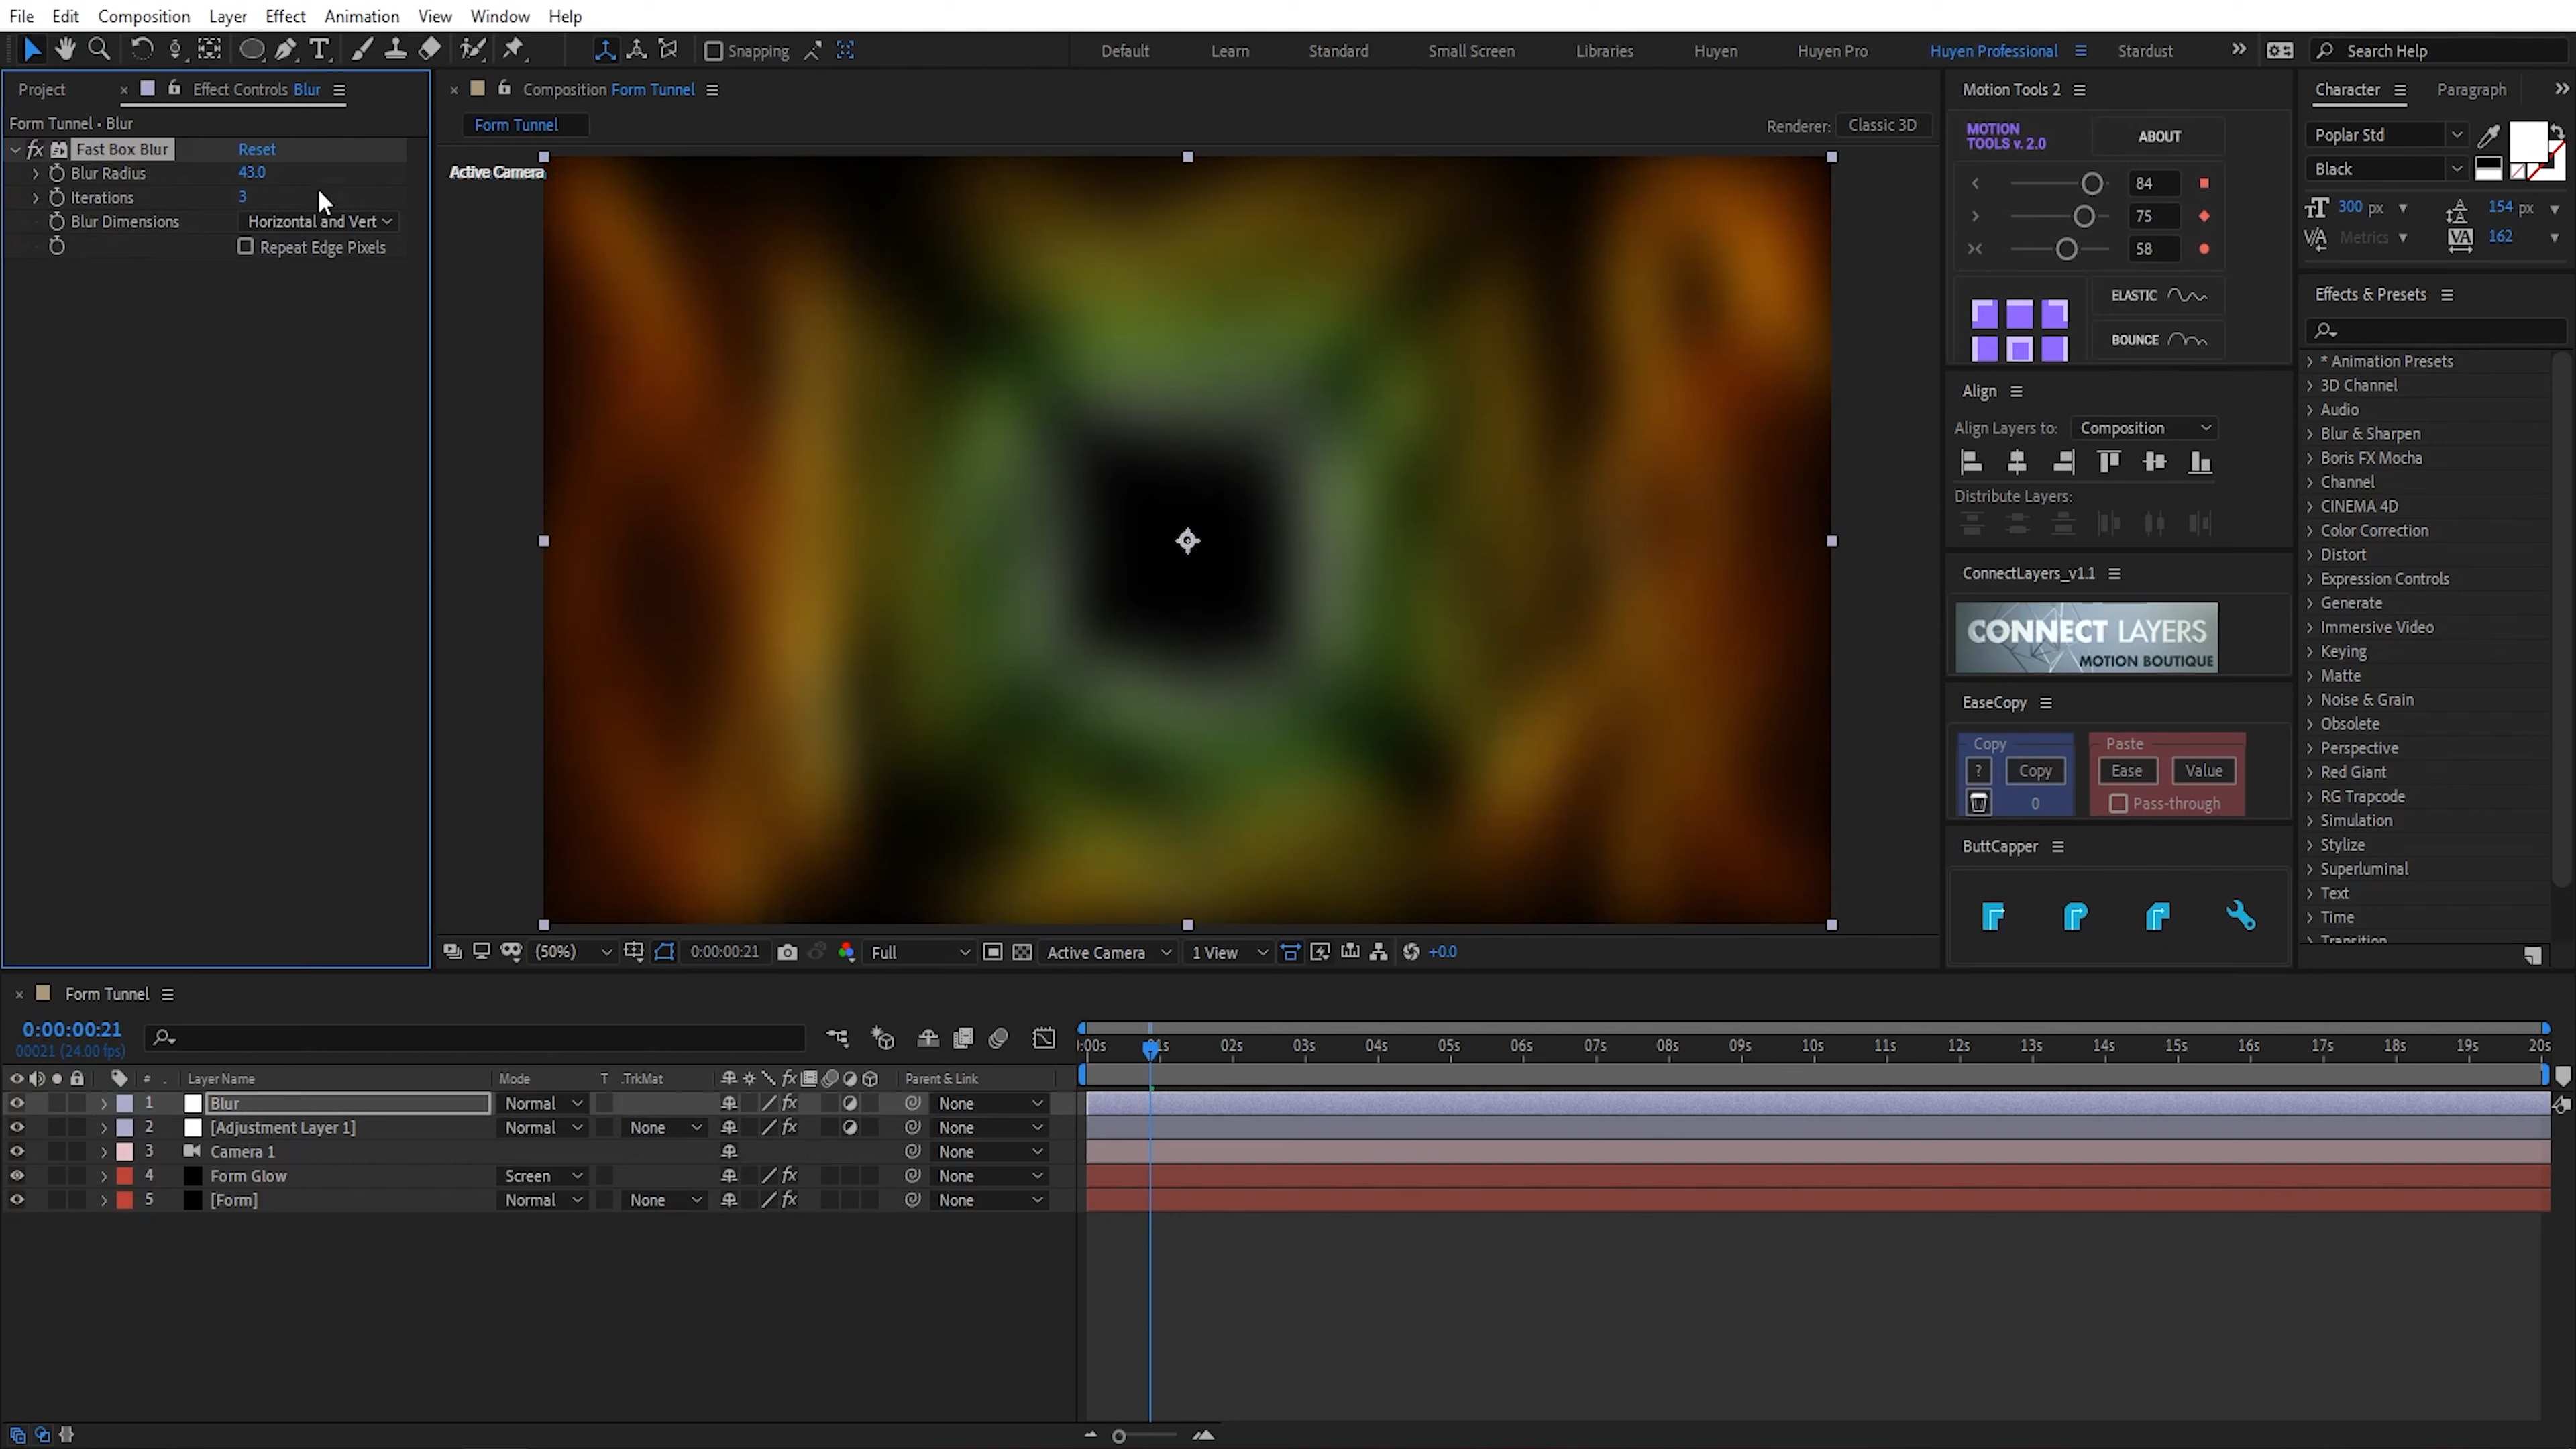 File Edit Composition Layer Effect Animation View Window Help
Snapping Default Learn Standard Small Screen Libraries Huyen Huyen Pro Huyen Professional Stardust Search Help
Project Effect Controls Blur
Form Tunnel • Blur
fx Fast Box Blur Reset
Blur Radius 43.0
Iterations 3
Blur Dimensions Horizontal and Vert
Repeat Edge Pixels
Composition Form Tunnel
Form Tunnel
Renderer: Classic 3D
Active Camera
(50%) 0:00:00:21 Full Active Camera 1 View +0.0
Motion Tools 2
MOTION TOOLS v. 2.0 ABOUT
84
75
58
ELASTIC
BOUNCE
Align
Align Layers to: Composition
Distribute Layers:
ConnectLayers_v1.1
CONNECT LAYERS
MOTION BOUTIQUE
EaseCopy
Copy Paste
? Copy Ease Value
0 Pass-through
ButtCapper
Character Paragraph
Poplar Std
Black
300 px 154 px
Metrics 162
Effects & Presets
* Animation Presets
3D Channel
Audio
Blur & Sharpen
Boris FX Mocha
Channel
CINEMA 4D
Color Correction
Distort
Expression Controls
Generate
Immersive Video
Keying
Matte
Noise & Grain
Obsolete
Perspective
Red Giant
RG Trapcode
Simulation
Stylize
Superluminal
Text
Time
Transition
Form Tunnel
0:00:00:21
00021 (24.00 fps)
:00s 01s 02s 03s 04s 05s 06s 07s 08s 09s 10s 11s 12s 13s 14s 15s 16s 17s 18s 19s 20s
# Layer Name Mode T .TrkMat fx Parent & Link
1 Blur Normal fx None
2 [Adjustment Layer 1] Normal None fx None
3 Camera 1 None
4 Form Glow Screen fx None
5 [Form] Normal None fx None